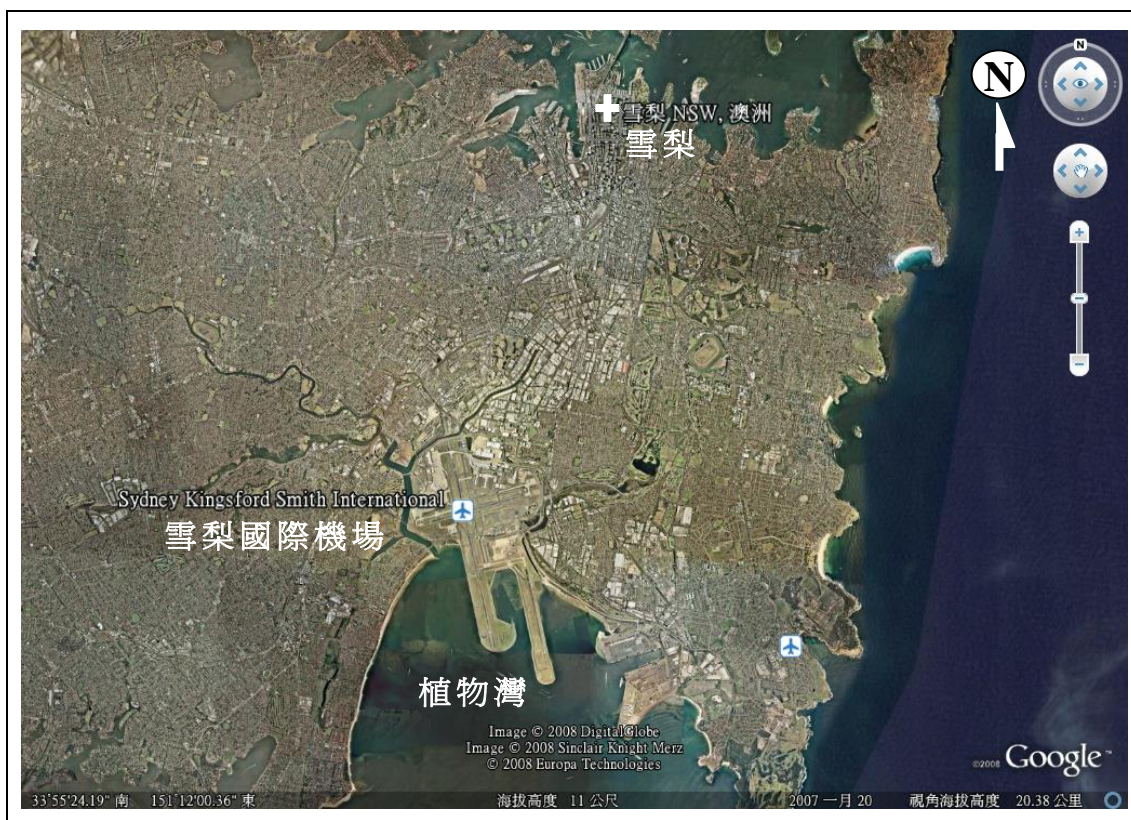 N
N
雪梨 NSW, 澳洲
雪梨
Sydney Kingsford Smith International
雪梨國際機場
植物灣
Image © 2008 DigitalGlobe
Image © 2008 Sinclair Knight Merz
© 2008 Europa Technologies
©2008 Google™
33°55'24.19" 南 151°12'00.36" 東 海拔高度 11 公尺 2007 一月 20 視角海拔高度 20.38 公里